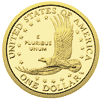 UNITED STATES OF AMERICA
E PLURIBUS
UNUM
ONE DOLLAR